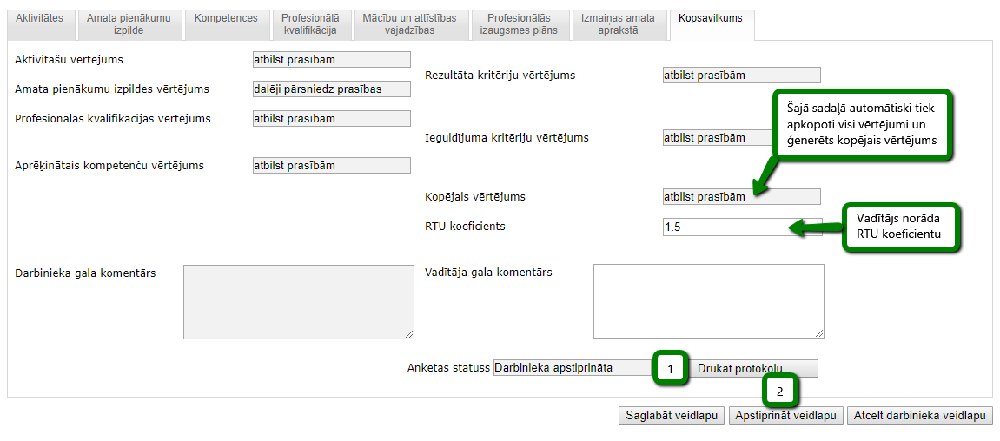 Aktivitātes
Amata pienākumu
izpilde
Kompetences
Profesionālā
kvalifikācija
Mācību un attīstības
vajadzības
Profesionālās
izaugsmes plāns
Izmaiņas amata
aprakstā
Kopsavilkums
Aktivitāšu vērtējums
atbilst prasībām
Amata pienākumu izpildes vērtējums
daļēji pārsniedz prasības
Profesionālās kvalifikācijas vērtējums
atbilst prasībām
Aprēķinātais kompetenču vērtējums
atbilst prasībām
Rezultāta kritēriju vērtējums
atbilst prasībām
Ieguldījuma kritēriju vērtējums
atbilst prasībām
Šajā sadaļā automātiski tiek
apkopoti visi vērtējumi un
ģenerēts kopējais vērtējums
Kopējais vērtējums
atbilst prasībām
RTU koeficients
1.5
Vadītājs norāda
RTU koeficientu
Darbinieka gala komentārs
Vadītāja gala komentārs
Anketas statuss
Darbinieka apstiprināta
1
Drukāt protokolu
2
Saglabāt veidlapu
Apstiprināt veidlapu
Atcelt darbinieka veidlapu